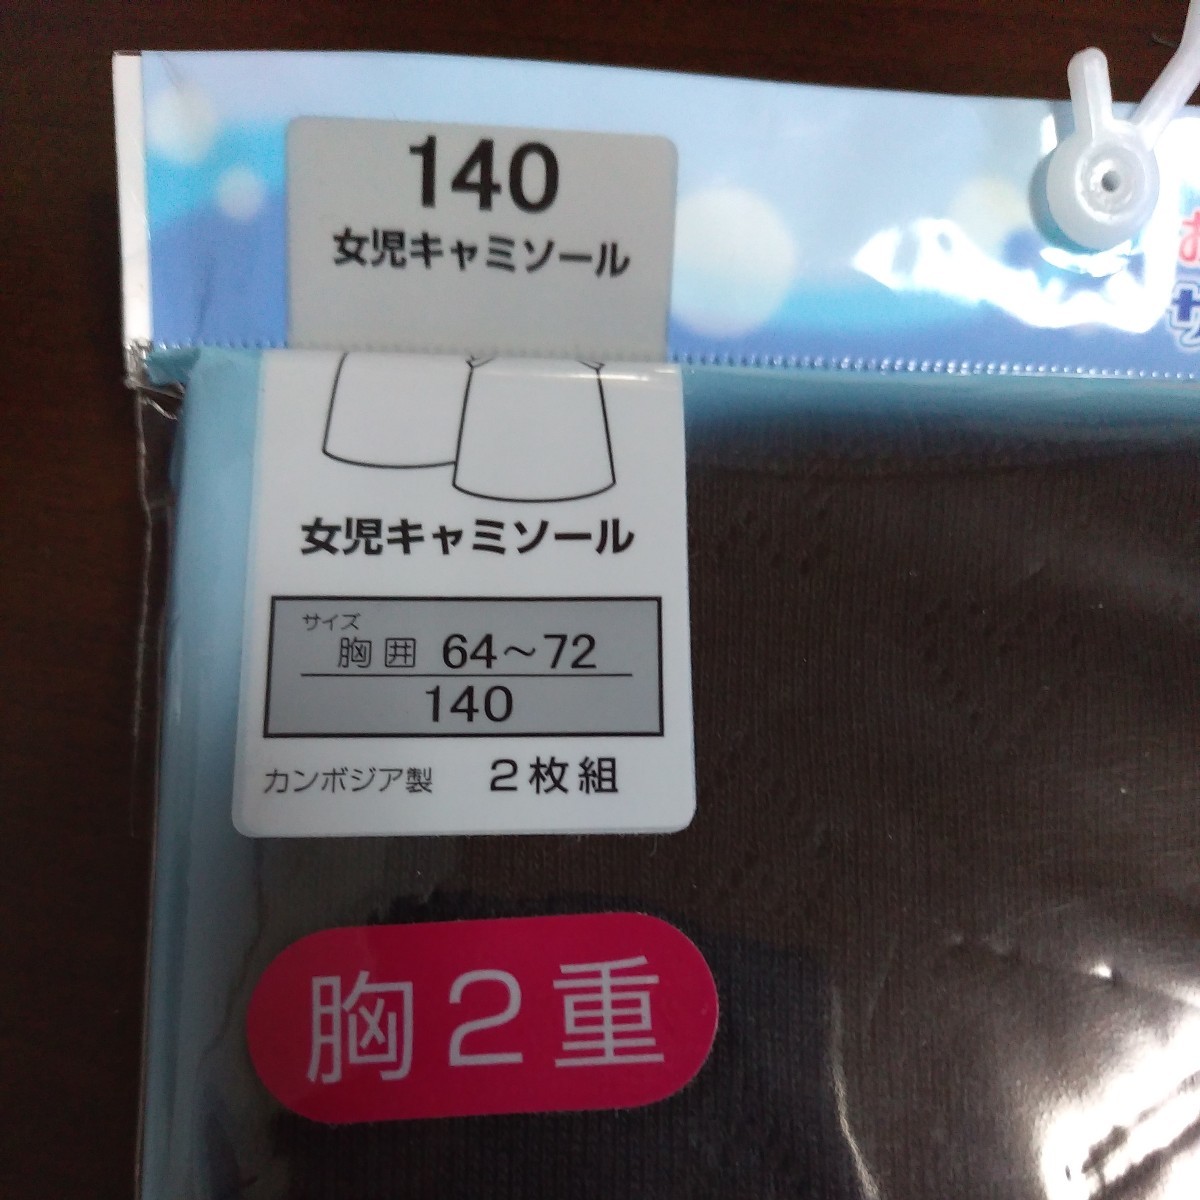 140
女児キャミソール
女児キャミソール
サイズ
胸囲 64～72
140
カンボジア製 2枚組
胸2重